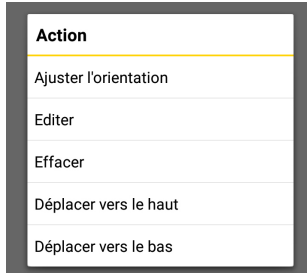 Action
Ajuster l'orientation
Editer
Effacer
Déplacer vers le haut
Déplacer vers le bas